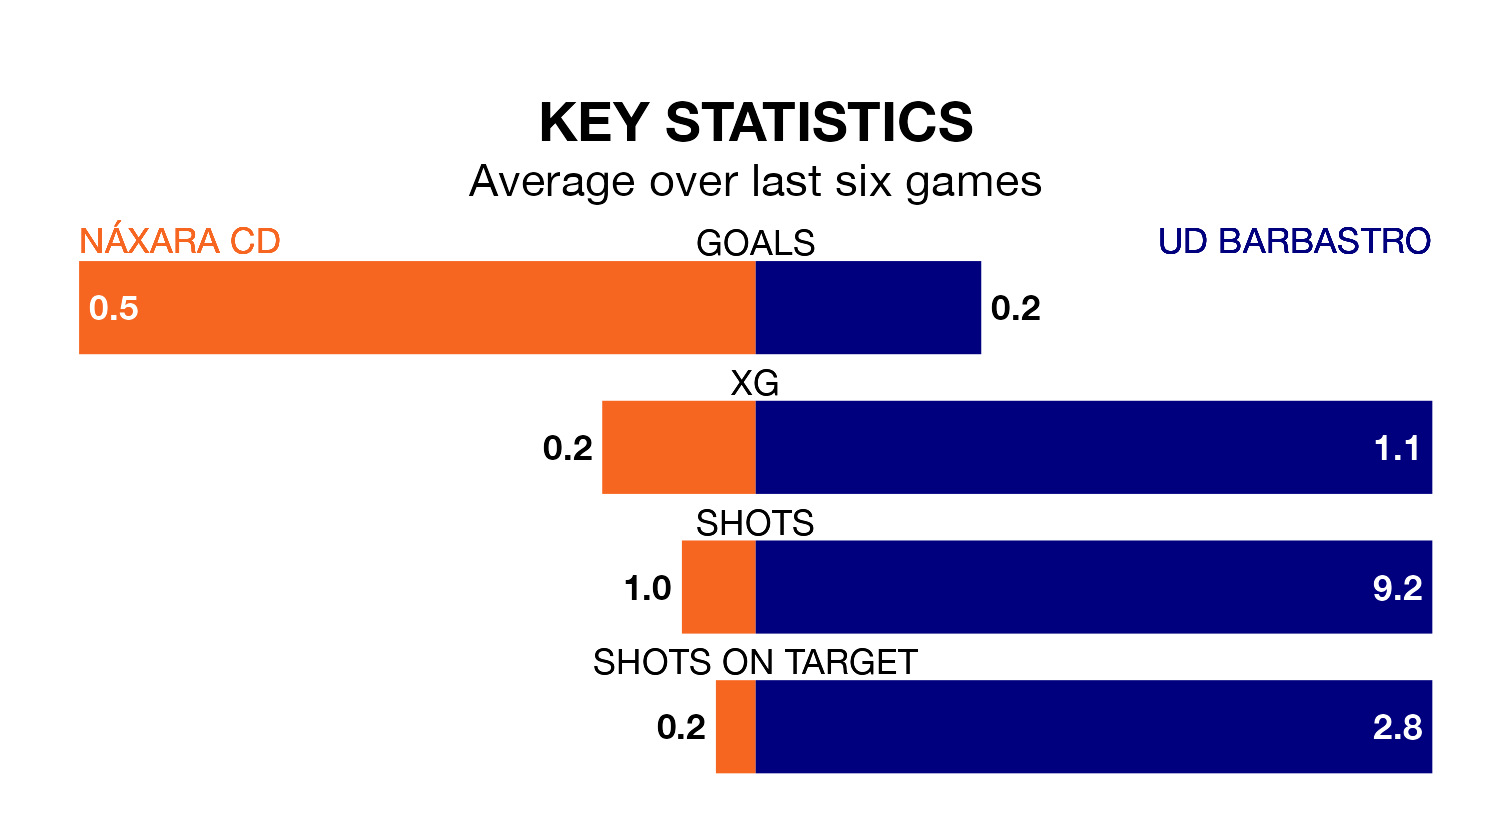 KEY STATISTICS
Average over last six games
NÁXARA CD
GOALS
UD BARBASTRO
0.5
0.2
XG
0.2
1.1
SHOTS
1.0
9.2
SHOTS ON TARGET
0.2
2.8